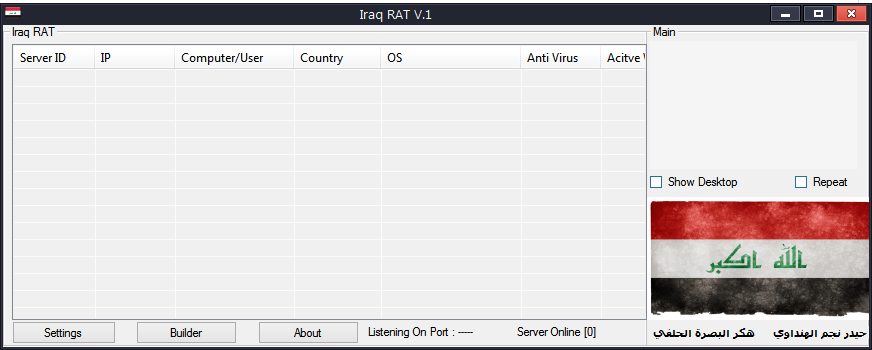 Iraq RAT V.1
Iraq RAT
Main
Server ID IP Computer/User Country OS Anti Virus Acitve
Show Desktop Repeat
الله اكبر
حيدر نجم الهنداوي هكر البصرة الحلفي
Settings Builder About Listening On Port : ----- Server Online [0]